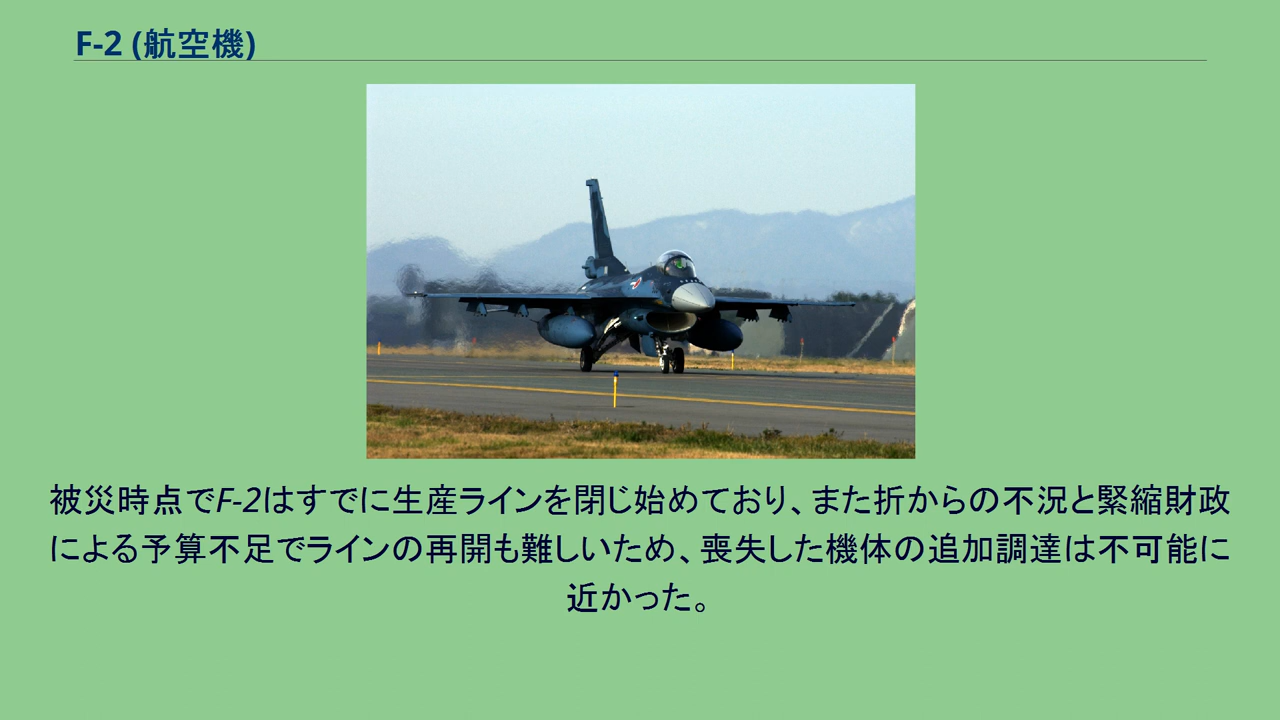 F-2 (航空機)
被災時点でF-2はすでに生産ラインを閉じ始めており、また折からの不況と緊縮財政
による予算不足でラインの再開も難しいため、喪失した機体の追加調達は不可能に
近かった。